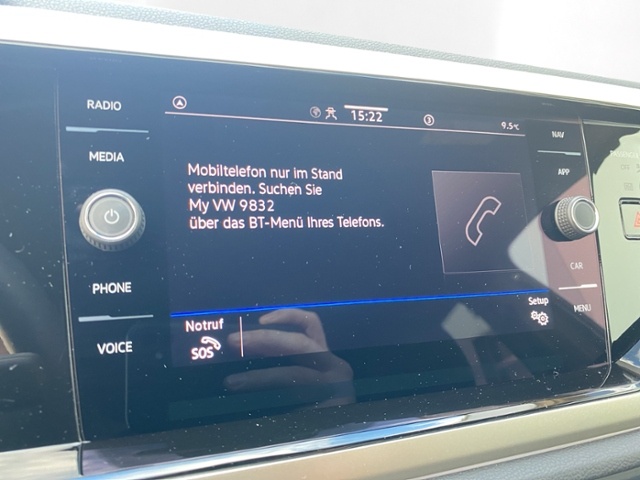 RADIO
MEDIA
PHONE
VOICE
15:22
9.5°C
Mobiltelefon nur im Stand
verbinden. Suchen Sie
My VW 9832
über das BT-Menü Ihres Telefons.
Notruf
SOS
Setup
NAV
APP
CAR
MENU